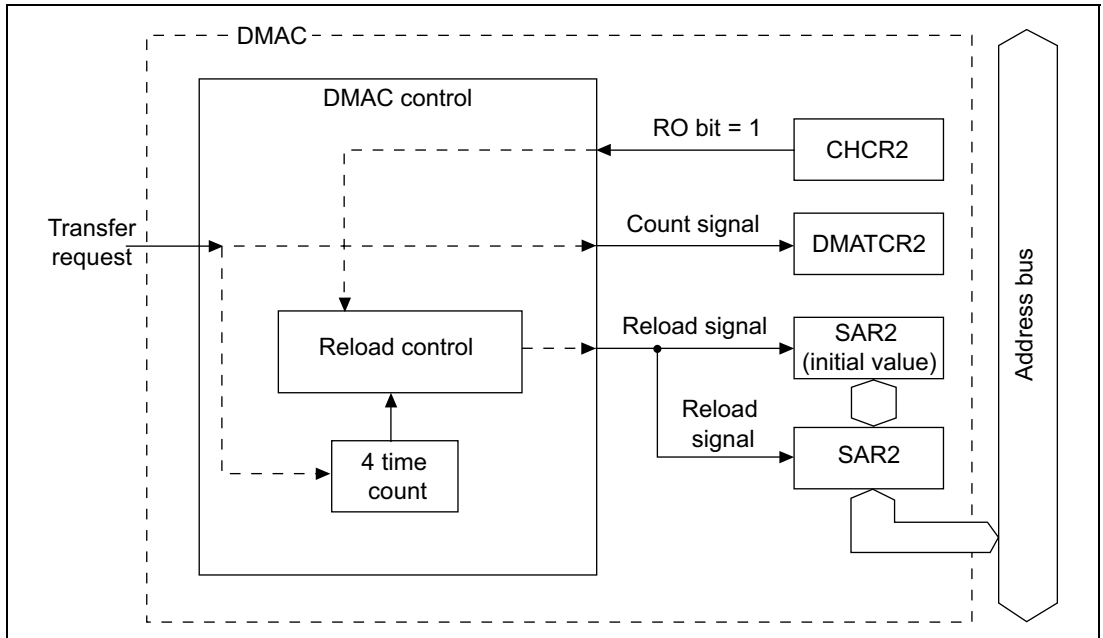 DMAC
DMAC control
RO bit = 1
CHCR2
Transfer
request
Count signal
DMATCR2
Reload control
Reload signal
SAR2
(initial value)
Reload
signal
4 time
count
SAR2
Address bus